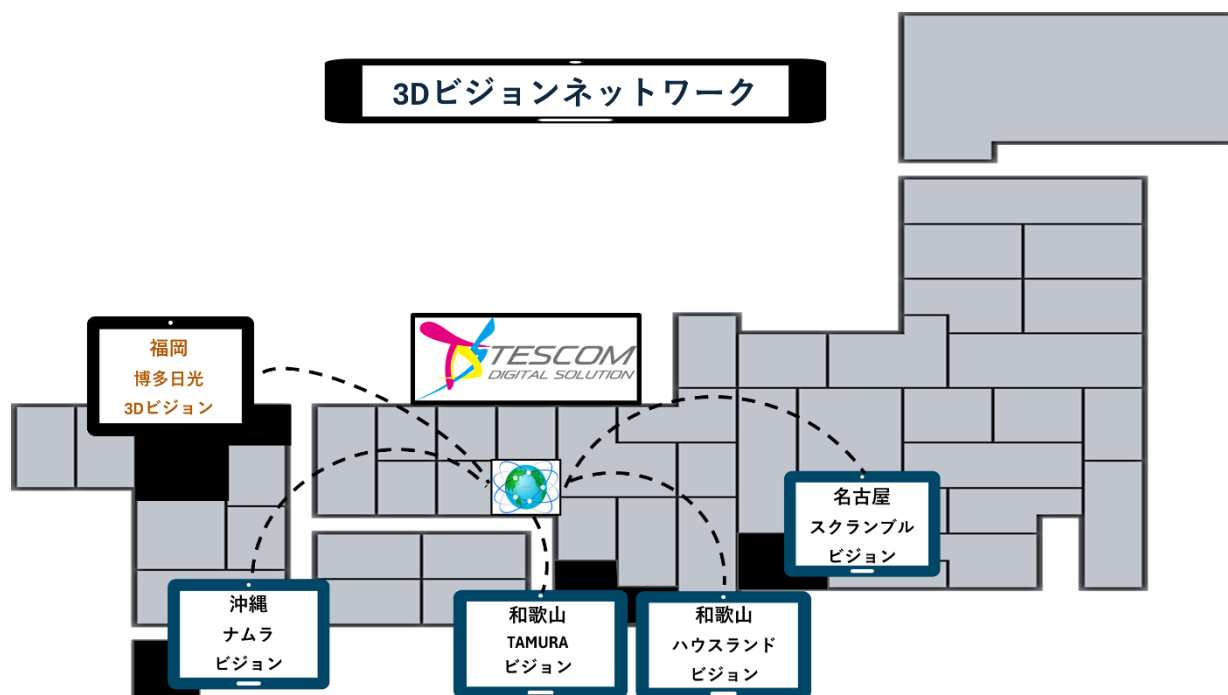 3Dビジョンネットワーク
TESCOM
DIGITAL SOLUTION
福岡
博多日光
3Dビジョン
名古屋
スクランブル
ビジョン
沖縄
ナムラ
ビジョン
和歌山
TAMURA
ビジョン
和歌山
ハウスランド
ビジョン